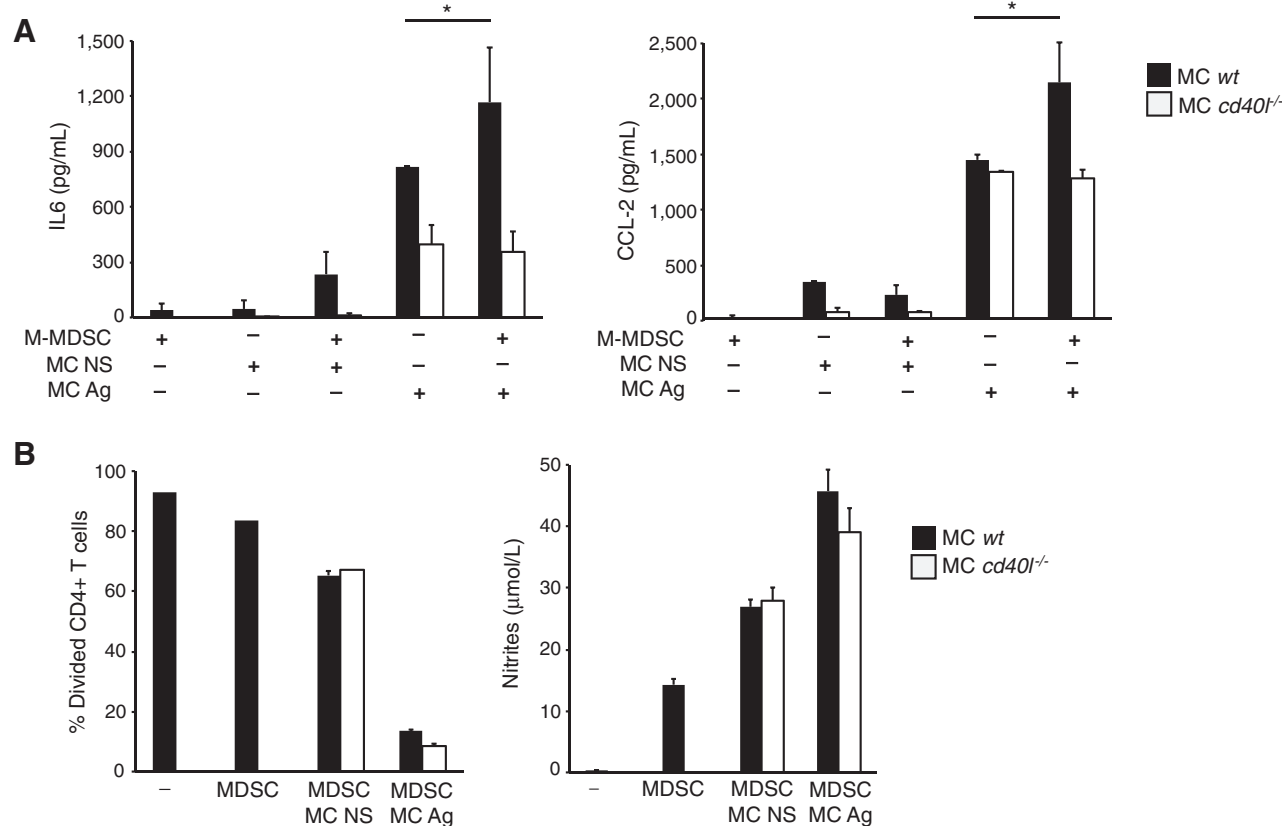 A
*
1,500
1,200
900
600
300
0
IL6 (pg/mL)
M-MDSC + – + – +
MC NS – + + – –
MC Ag – – – + +
*
2,500
2,000
1,500
1,000
500
0
CCL-2 (pg/mL)
M-MDSC + – + – +
MC NS – + + – –
MC Ag – – – + +
MC wt
MC cd40l-/-
B
100
80
60
40
20
0
% Divided CD4+ T cells
– MDSC MDSC MDSC
MC NS MC Ag
50
40
30
20
10
0
Nitrites (μmol/L)
– MDSC MDSC MDSC
MC NS MC Ag
MC wt
MC cd40l-/-